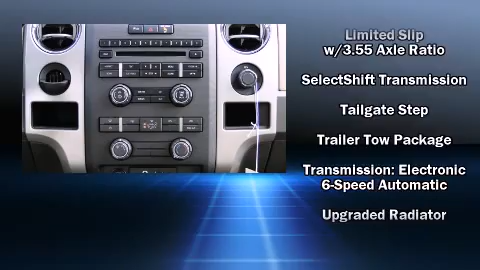 Limited Slip
w/3.55 Axle Ratio
SelectShift Transmission
Tailgate Step
Trailer Tow Package
Transmission: Electronic
6-Speed Automatic
Upgraded Radiator